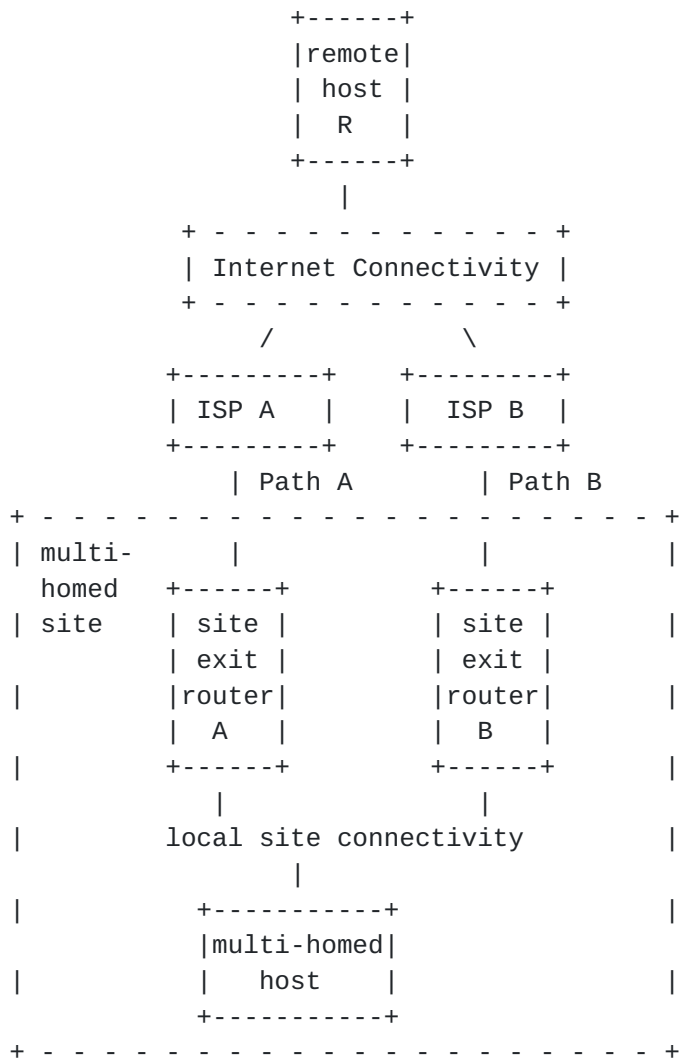 remote
host
R
Internet Connectivity
ISP A ISP B
Path A Path B
multi-
homed
site site site
exit exit
router router
A B
local site connectivity
multi-homed
host